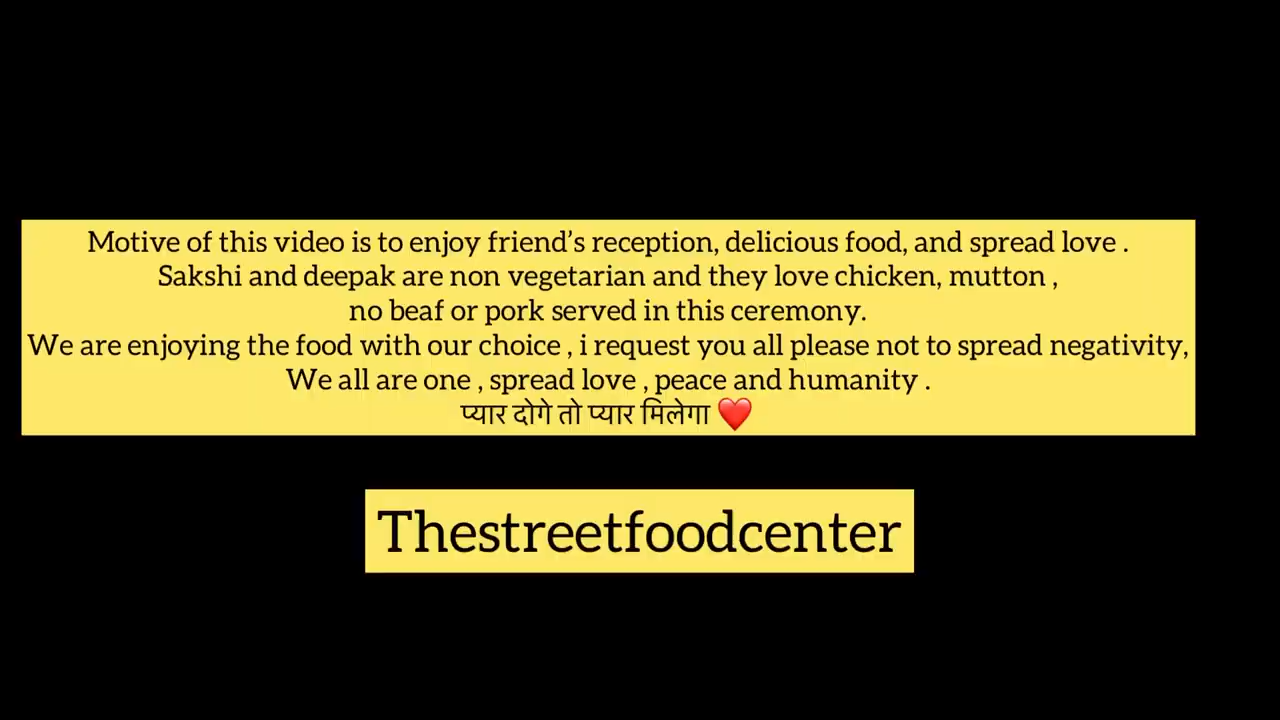 Motive of this video is to enjoy friend’s reception, delicious food, and spread love .
Sakshi and deepak are non vegetarian and they love chicken, mutton ,
no beaf or pork served in this ceremony.
We are enjoying the food with our choice , i request you all please not to spread negativity,
We all are one , spread love , peace and humanity .
प्यार दोगे तो प्यार मिलेगा ❤️
Thestreetfoodcenter